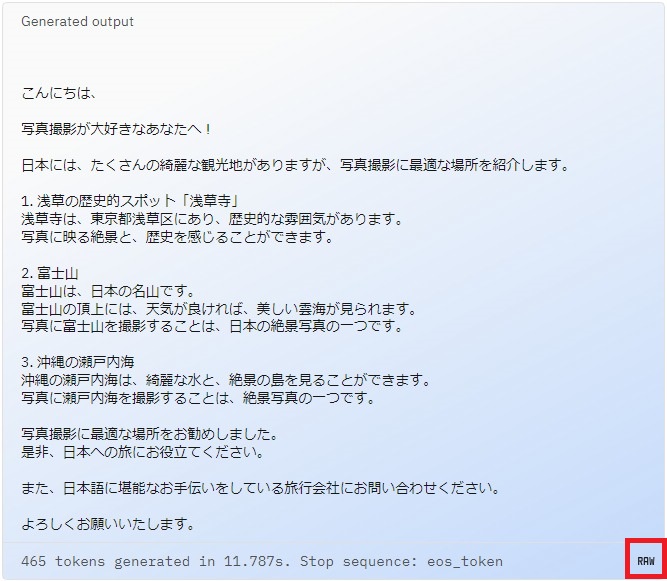 Generated output
こんにちは、
写真撮影が大好きなあなたへ！
日本には、たくさんの綺麗な観光地がありますが、写真撮影に最適な場所を紹介します。
1. 浅草の歴史的スポット「浅草寺」
浅草寺は、東京都浅草区にあり、歴史的な雰囲気があります。
写真に映る絶景と、歴史を感じることができます。
2. 富士山
富士山は、日本の名山です。
富士山の頂上には、天気が良ければ、美しい雲海が見られます。
写真に富士山を撮影することは、日本の絶景写真の一つです。
3. 沖縄の瀬戸内海
沖縄の瀬戸内海は、綺麗な水と、絶景の島を見ることができます。
写真に瀬戸内海を撮影することは、絶景写真の一つです。
写真撮影に最適な場所をお勧めしました。
是非、日本への旅にお役立てください。
また、日本語に堪能なお手伝いをしている旅行会社にお問い合わせください。
よろしくお願いいたします。
465 tokens generated in 11.787s. Stop sequence: eos_token
RAW